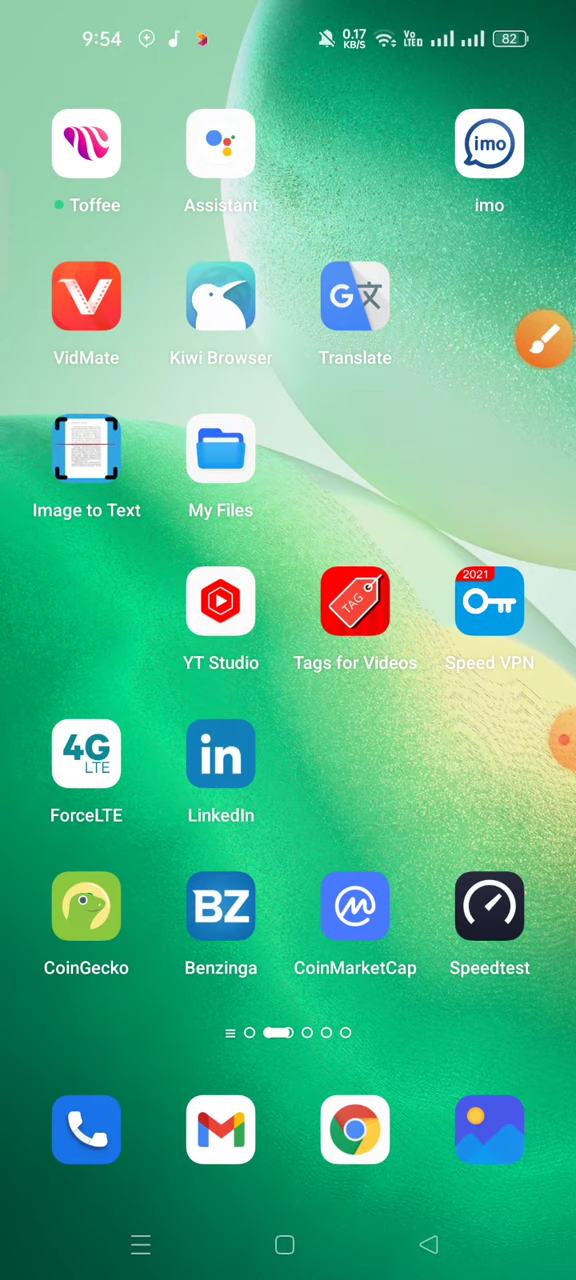 9:54 0.17 KB/S Vo LTE 82
imo
Toffee Assistant imo
G 文
VidMate Kiwi Browser Translate
Image to Text My Files
2021
TAG
YT Studio Tags for Videos Speed VPN
4G LTE in
ForceLTE LinkedIn
BZ
CoinGecko Benzinga CoinMarketCap Speedtest